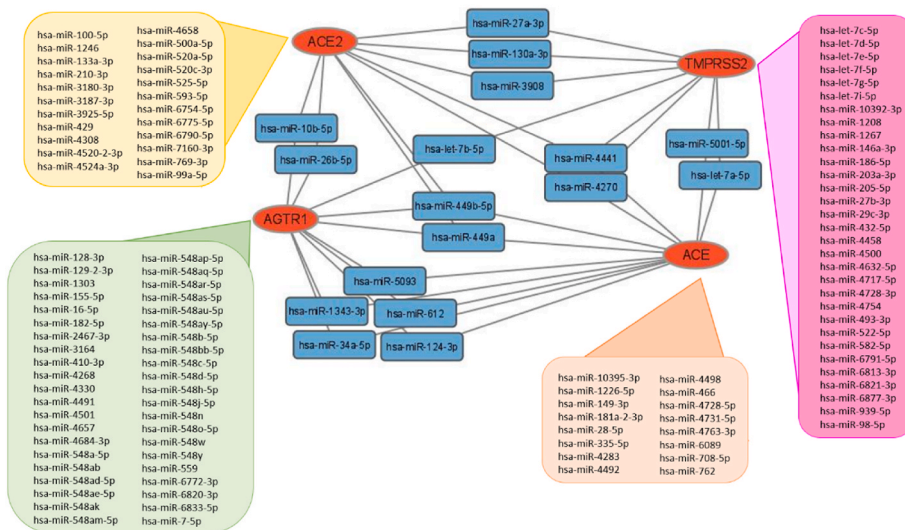 hsa-miR-100-5p
hsa-miR-1246
hsa-miR-133a-3p
hsa-miR-210-3p
hsa-miR-3180-3p
hsa-miR-3187-3p
hsa-miR-3925-5p
hsa-miR-429
hsa-miR-4308
hsa-miR-4520-2-3p
hsa-miR-4524a-3p
hsa-miR-4658
hsa-miR-500a-5p
hsa-miR-520a-5p
hsa-miR-520c-3p
hsa-miR-525-5p
hsa-miR-593-5p
hsa-miR-6754-5p
hsa-miR-6775-5p
hsa-miR-6790-5p
hsa-miR-7160-3p
hsa-miR-769-3p
hsa-miR-99a-5p
ACE2
hsa-miR-27a-3p
hsa-miR-130a-3p
hsa-miR-3908
TMPRSS2
hsa-miR-10b-5p
hsa-miR-26b-5p
hsa-let-7b-5p
hsa-miR-4441
hsa-miR-4270
hsa-miR-5001-5p
hsa-let-7a-5p
AGTR1
hsa-miR-449b-5p
hsa-miR-449a
ACE
hsa-miR-5093
hsa-miR-1343-3p
hsa-miR-612
hsa-miR-34a-5p
hsa-miR-124-3p
hsa-let-7c-5p
hsa-let-7d-5p
hsa-let-7e-5p
hsa-let-7f-5p
hsa-let-7g-5p
hsa-let-7i-5p
hsa-miR-10392-3p
hsa-miR-1208
hsa-miR-1267
hsa-miR-146a-3p
hsa-miR-186-5p
hsa-miR-203a-3p
hsa-miR-205-5p
hsa-miR-27b-3p
hsa-miR-29c-3p
hsa-miR-432-5p
hsa-miR-4458
hsa-miR-4500
hsa-miR-4632-5p
hsa-miR-4717-5p
hsa-miR-4728-3p
hsa-miR-4754
hsa-miR-493-3p
hsa-miR-522-5p
hsa-miR-582-5p
hsa-miR-6791-5p
hsa-miR-6813-3p
hsa-miR-6821-3p
hsa-miR-6877-3p
hsa-miR-939-5p
hsa-miR-98-5p
hsa-miR-128-3p
hsa-miR-129-2-3p
hsa-miR-1303
hsa-miR-155-5p
hsa-miR-16-5p
hsa-miR-182-5p
hsa-miR-2467-3p
hsa-miR-3164
hsa-miR-410-3p
hsa-miR-4268
hsa-miR-4330
hsa-miR-4491
hsa-miR-4501
hsa-miR-4657
hsa-miR-4684-3p
hsa-miR-548a-5p
hsa-miR-548ab
hsa-miR-548ad-5p
hsa-miR-548ae-5p
hsa-miR-548ak
hsa-miR-548am-5p
hsa-miR-548ap-5p
hsa-miR-548aq-5p
hsa-miR-548ar-5p
hsa-miR-548as-5p
hsa-miR-548au-5p
hsa-miR-548ay-5p
hsa-miR-548b-5p
hsa-miR-548bb-5p
hsa-miR-548c-5p
hsa-miR-548d-5p
hsa-miR-548h-5p
hsa-miR-548j-5p
hsa-miR-548n
hsa-miR-548o-5p
hsa-miR-548w
hsa-miR-548y
hsa-miR-559
hsa-miR-6772-3p
hsa-miR-6820-3p
hsa-miR-6833-5p
hsa-miR-7-5p
hsa-miR-10395-3p
hsa-miR-1226-5p
hsa-miR-149-3p
hsa-miR-181a-2-3p
hsa-miR-28-5p
hsa-miR-335-5p
hsa-miR-4283
hsa-miR-4492
hsa-miR-4498
hsa-miR-466
hsa-miR-4728-5p
hsa-miR-4731-5p
hsa-miR-4763-3p
hsa-miR-6089
hsa-miR-708-5p
hsa-miR-762